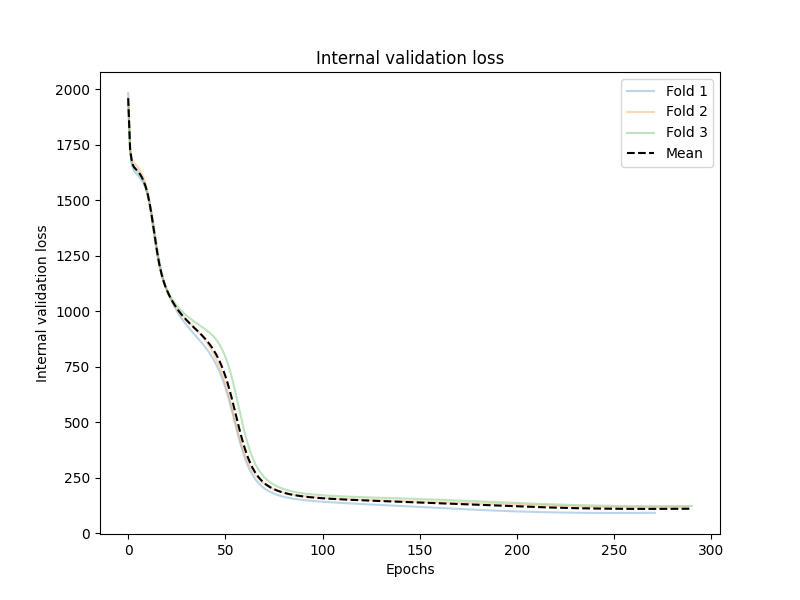 Internal validation loss
Fold 1
Fold 2
Fold 3
Mean
Internal validation loss
2000
1750
1500
1250
1000
750
500
250
0
0 50 100 150 200 250 300
Epochs